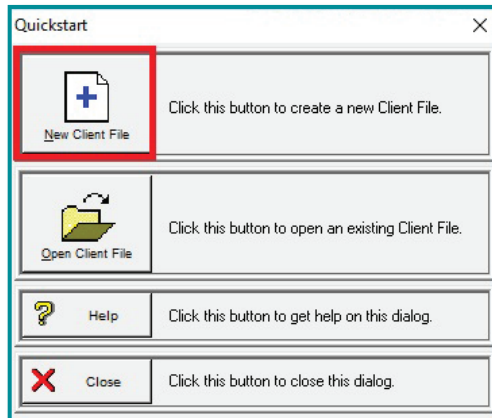 Quickstart
New Client File
Click this button to create a new Client File.
Open Client File
Click this button to open an existing Client File.
Help
Click this button to get help on this dialog.
Close
Click this button to close this dialog.